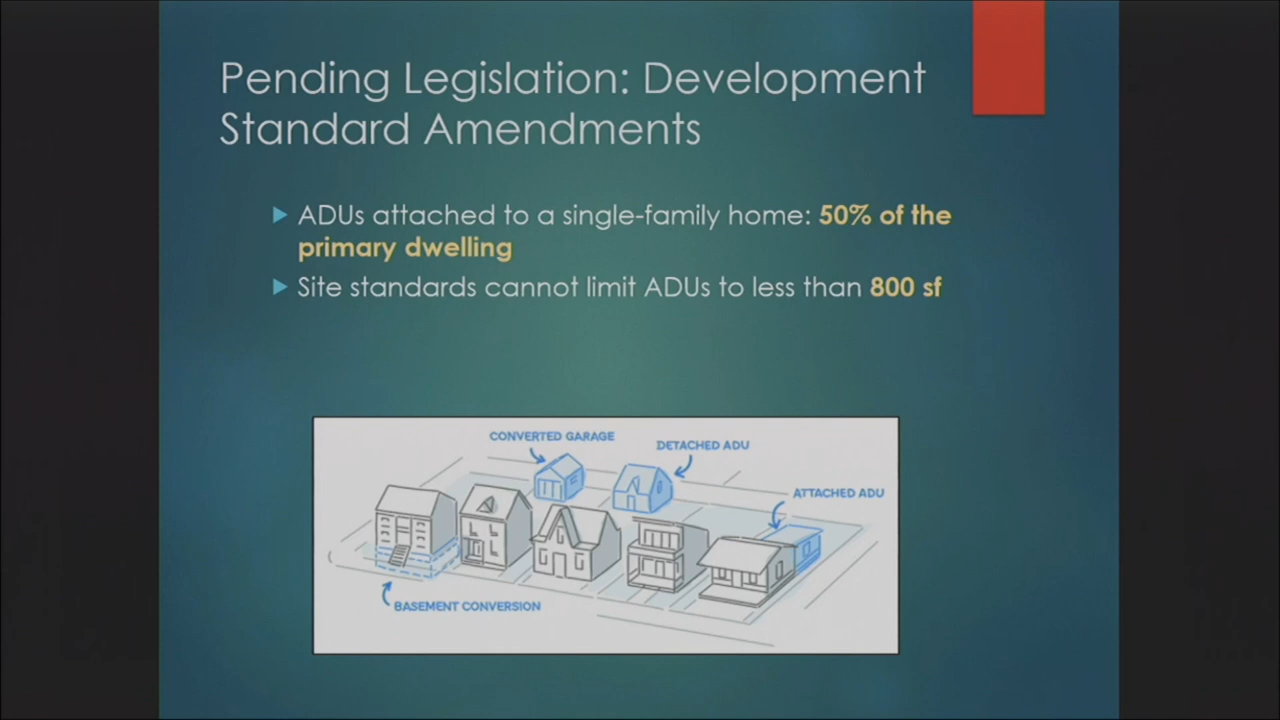 Pending Legislation: Development
Standard Amendments
ADUs attached to a single-family home: 50% of the
primary dwelling
Site standards cannot limit ADUs to less than 800 sf
CONVERTED GARAGE
DETACHED ADU
ATTACHED ADU
BASEMENT CONVERSION